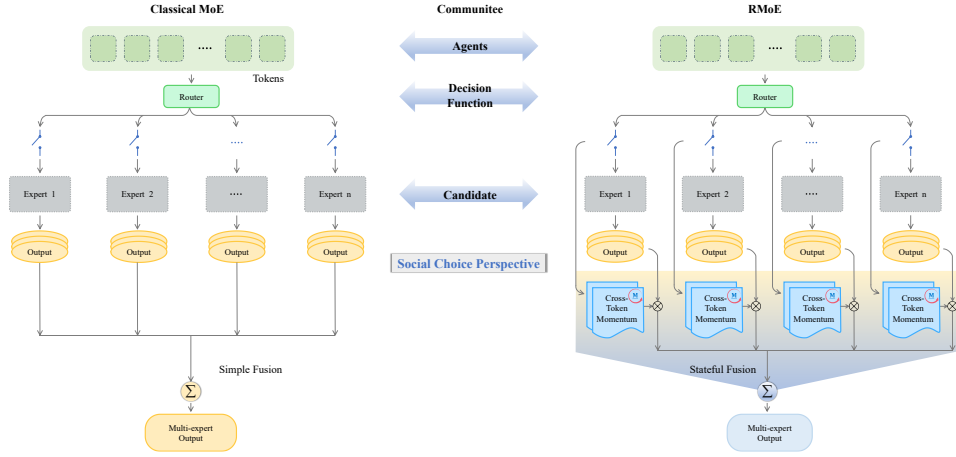 Classical MoE
Communitee
RMoE
....
Agents
....
Tokens
Router
Decision
Function
Router
....
....
Expert 1
Expert 2
....
Expert n
Candidate
Expert 1
Expert 2
....
Expert n
Output
Output
Output
Output
Output
Output
Output
Output
Social Choice Perspective
Cross-
Token
Momentum
M
Cross-
Token
Momentum
M
Cross-
Token
Momentum
M
Cross-
Token
Momentum
M
Simple Fusion
Stateful Fusion
Σ
Σ
Multi-expert
Output
Multi-expert
Output